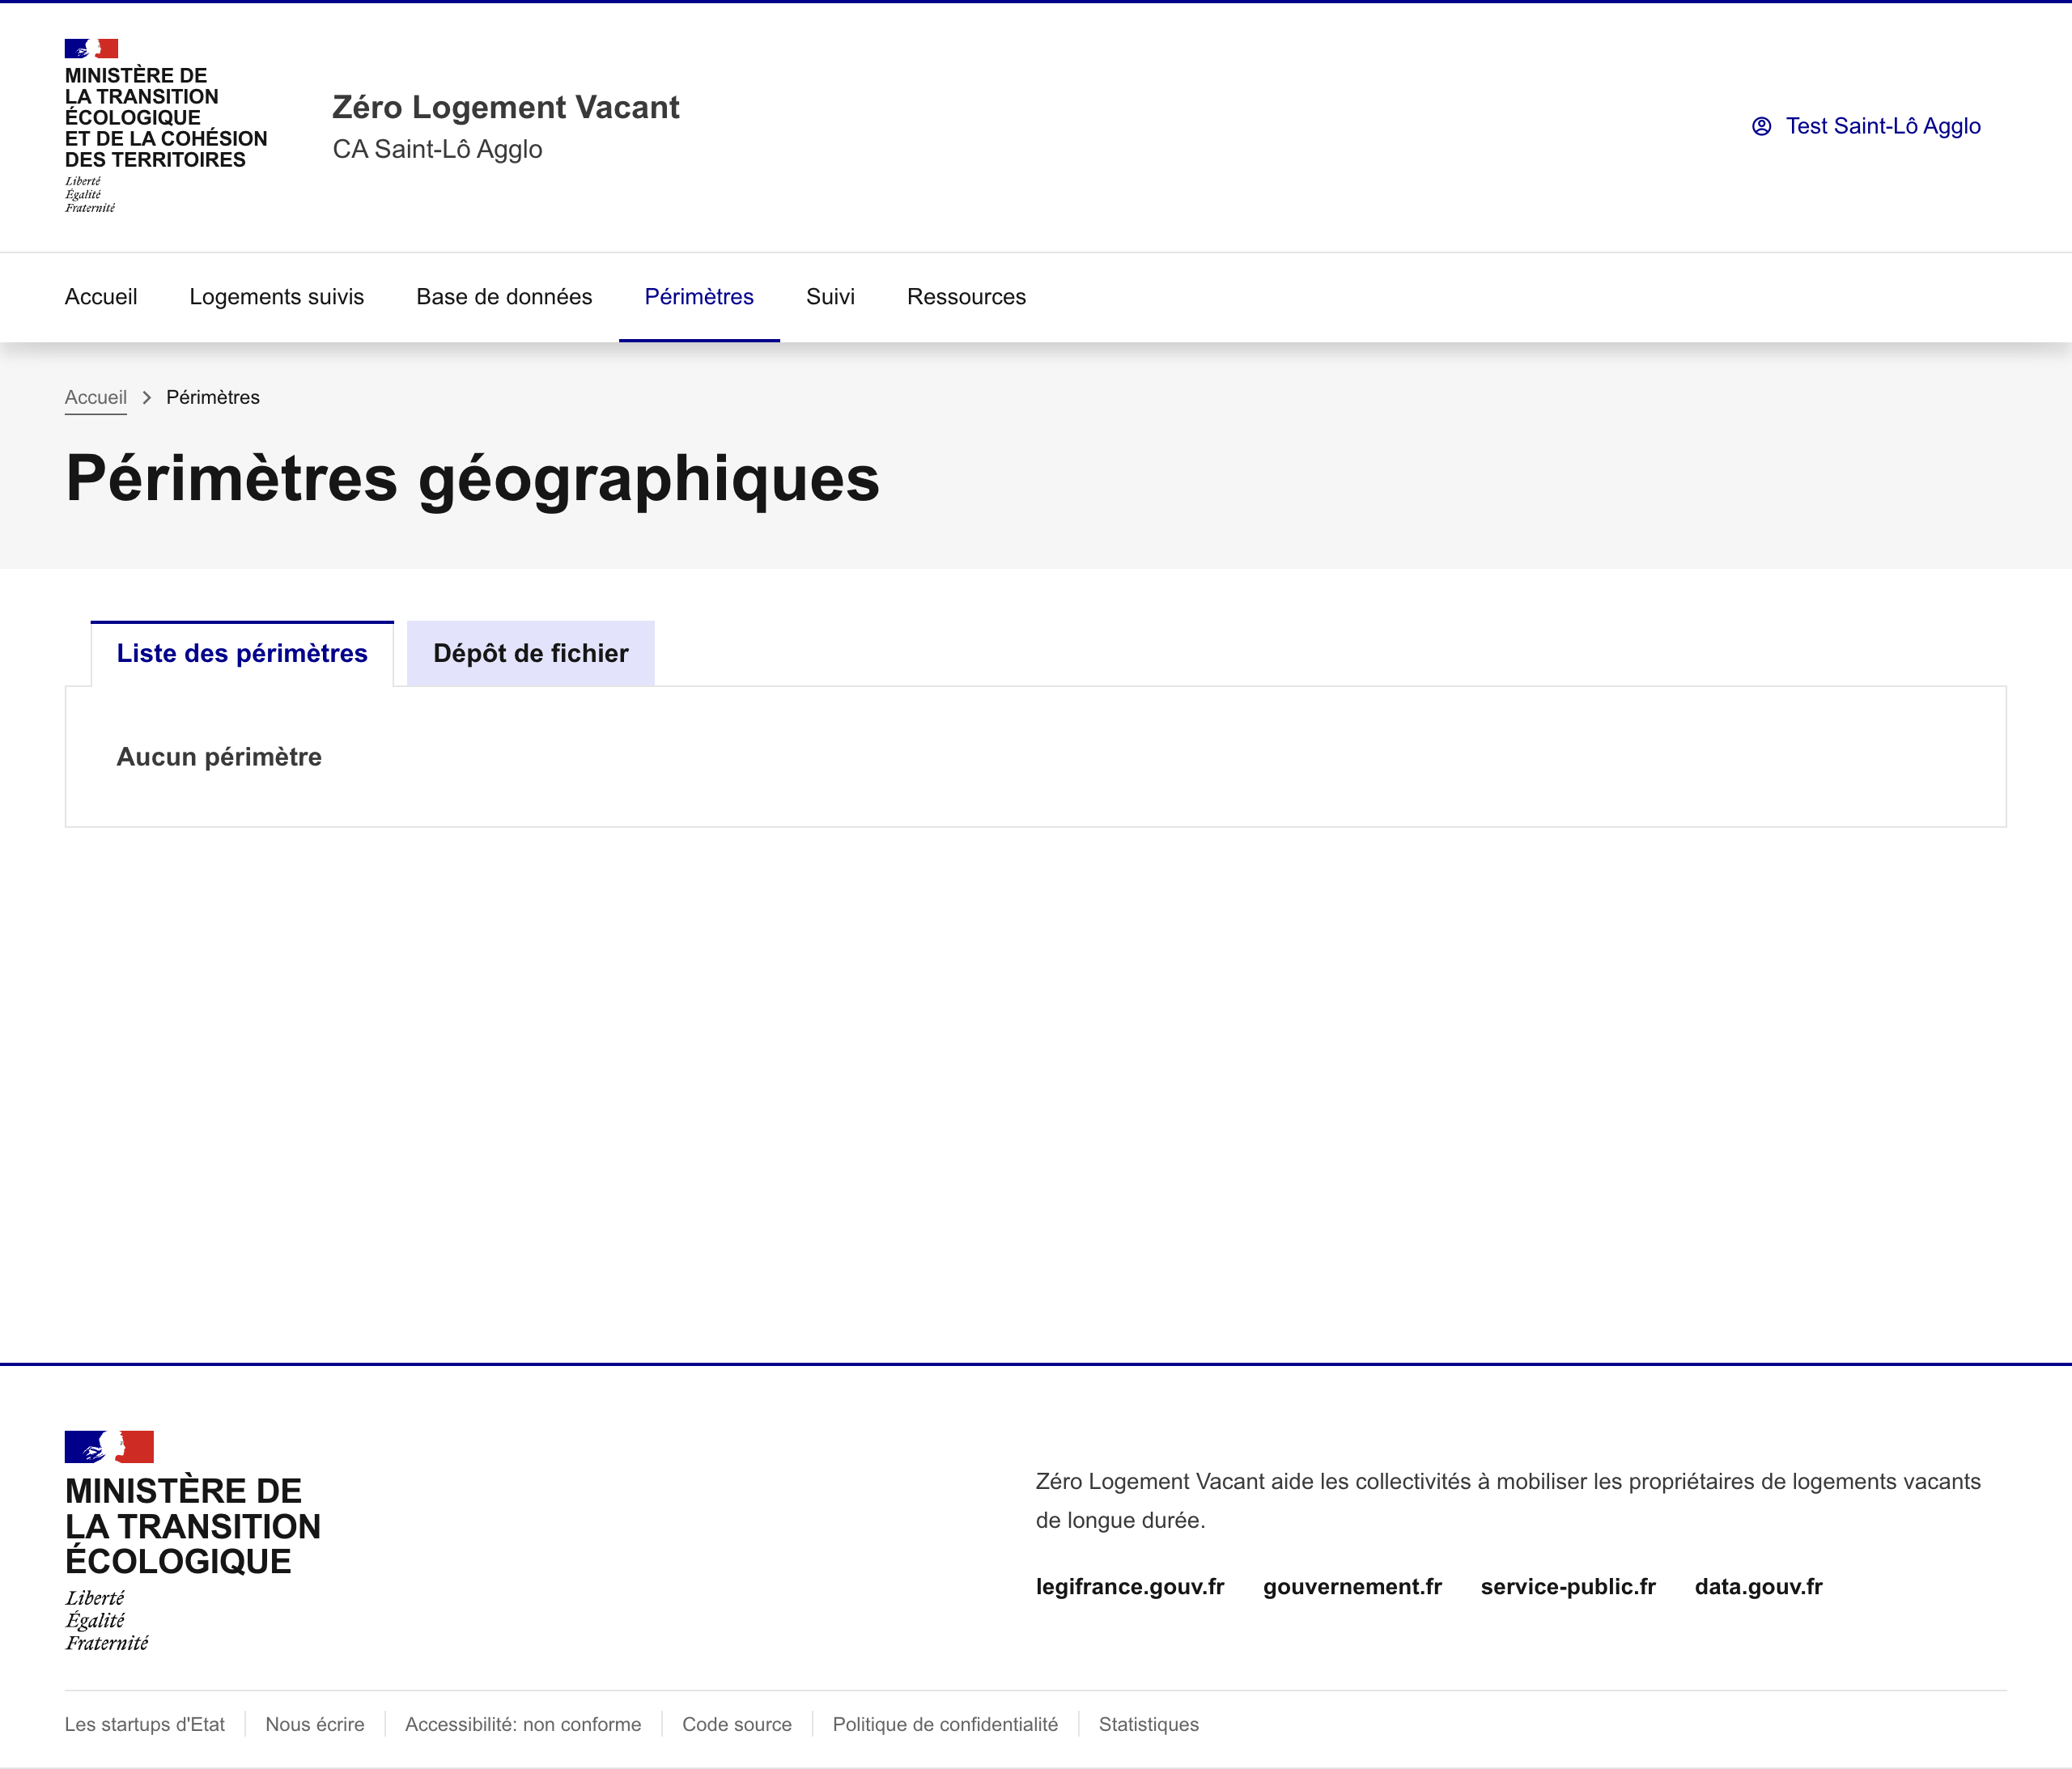 MINISTÈRE DE
LA TRANSITION
ÉCOLOGIQUE
ET DE LA COHÉSION
DES TERRITOIRES
Liberté
Égalité
Fraternité
Zéro Logement Vacant
CA Saint-Lô Agglo
Test Saint-Lô Agglo
Accueil Logements suivis Base de données Périmètres Suivi Ressources
Accueil Périmètres
Périmètres géographiques
Liste des périmètres Dépôt de fichier
Aucun périmètre
MINISTÈRE DE
LA TRANSITION
ÉCOLOGIQUE
Liberté
Égalité
Fraternité
Zéro Logement Vacant aide les collectivités à mobiliser les propriétaires de logements vacants
de longue durée.
legifrance.gouv.fr gouvernement.fr service-public.fr data.gouv.fr
Les startups d'Etat Nous écrire Accessibilité: non conforme Code source Politique de confidentialité Statistiques